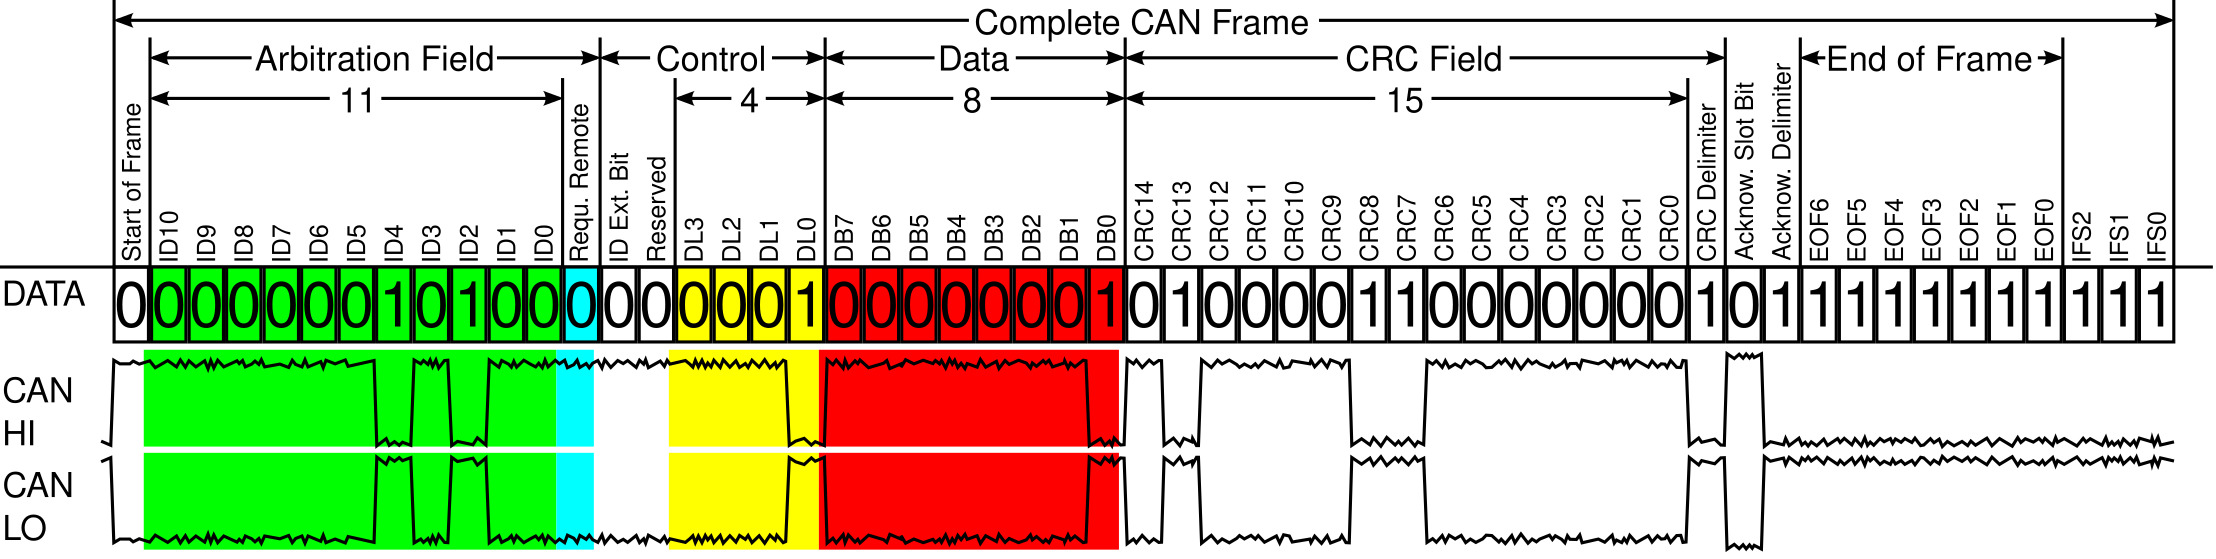 Complete CAN Frame
Arbitration Field Control Data CRC Field End of Frame
11 4 8 15
Start of Frame
ID10
ID9
ID8
ID7
ID6
ID5
ID4
ID3
ID2
ID1
ID0
Requ. Remote
ID Ext. Bit
Reserved
DL3
DL2
DL1
DL0
DB7
DB6
DB5
DB4
DB3
DB2
DB1
DB0
CRC14
CRC13
CRC12
CRC11
CRC10
CRC9
CRC8
CRC7
CRC6
CRC5
CRC4
CRC3
CRC2
CRC1
CRC0
CRC Delimiter
Acknow. Slot Bit
Acknow. Delimiter
EOF6
EOF5
EOF4
EOF3
EOF2
EOF1
EOF0
IFS2
IFS1
IFS0
DATA 0 0 0 0 0 0 0 1 0 1 0 0 0 0 0 0 0 0 1 0 0 0 0 0 0 0 1 0 1 0 0 0 0 1 1 0 0 0 0 0 0 0 1 0 1 1 1 1 1 1 1 1 1 1 1
CAN
HI
CAN
LO